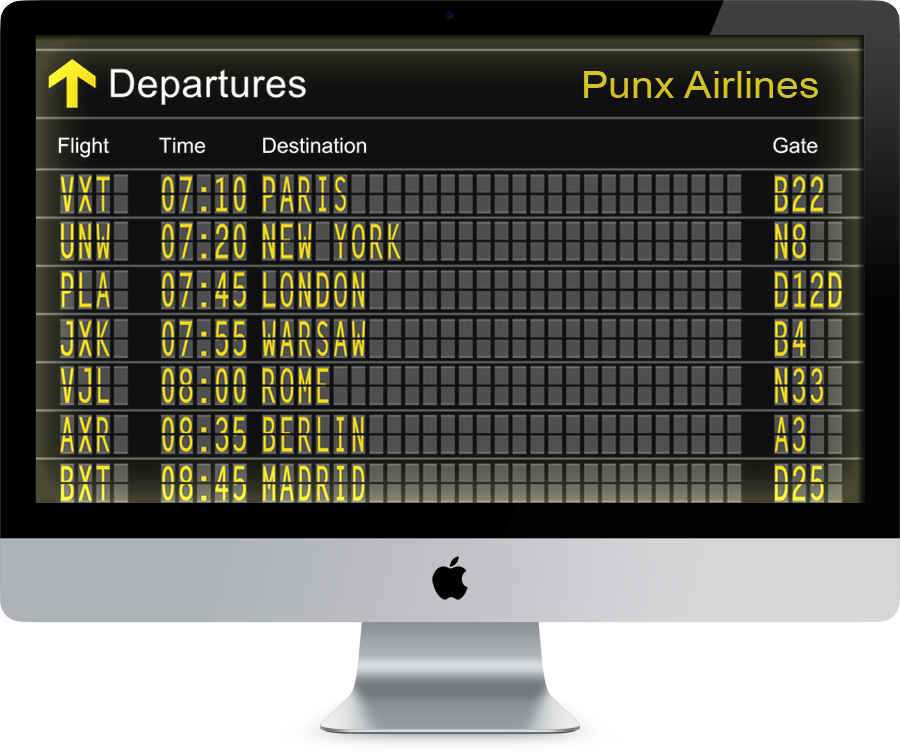 Departures Punx Airlines
Flight Time Destination Gate
VXT 07:10 PARIS B22
UNW 07:20 NEW YORK N8
PLA 07:45 LONDON D12D
JXK 07:55 WARSAW B4
VJL 08:00 ROME N33
AXR 08:35 BERLIN A3
BXT 08:45 MADRID D25